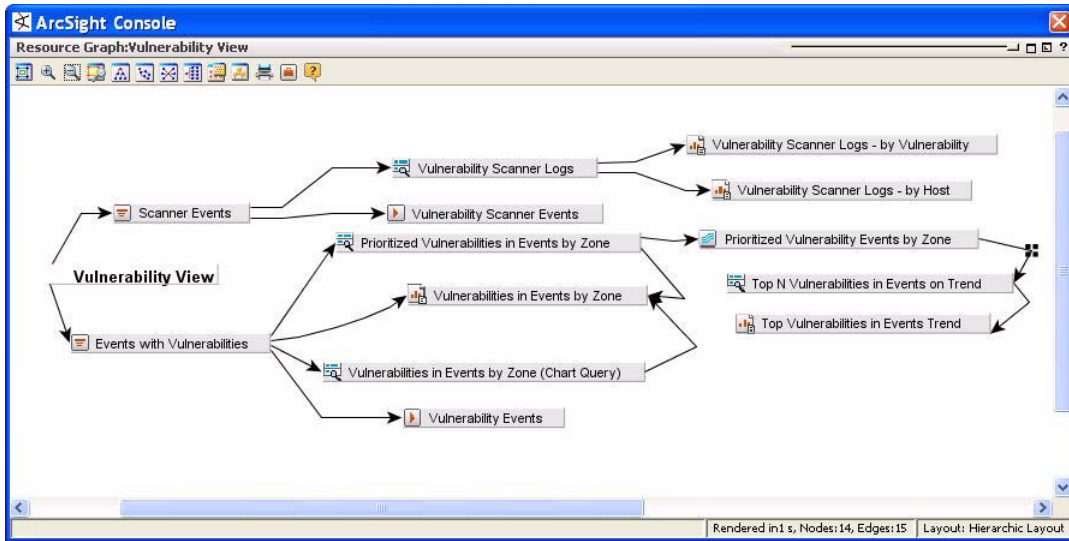 ArcSight Console
Resource Graph:Vulnerability View
Vulnerability Scanner Logs - by Vulnerability
Vulnerability Scanner Logs
Vulnerability Scanner Logs - by Host
Scanner Events
Vulnerability Scanner Events
Prioritized Vulnerabilities in Events by Zone
Prioritized Vulnerability Events by Zone
Vulnerability View
Top N Vulnerabilities in Events on Trend
Vulnerabilities in Events by Zone
Top Vulnerabilities in Events Trend
Events with Vulnerabilities
Vulnerabilities in Events by Zone (Chart Query)
Vulnerability Events
Rendered in1 s, Nodes:14, Edges:15
Layout: Hierarchic Layout